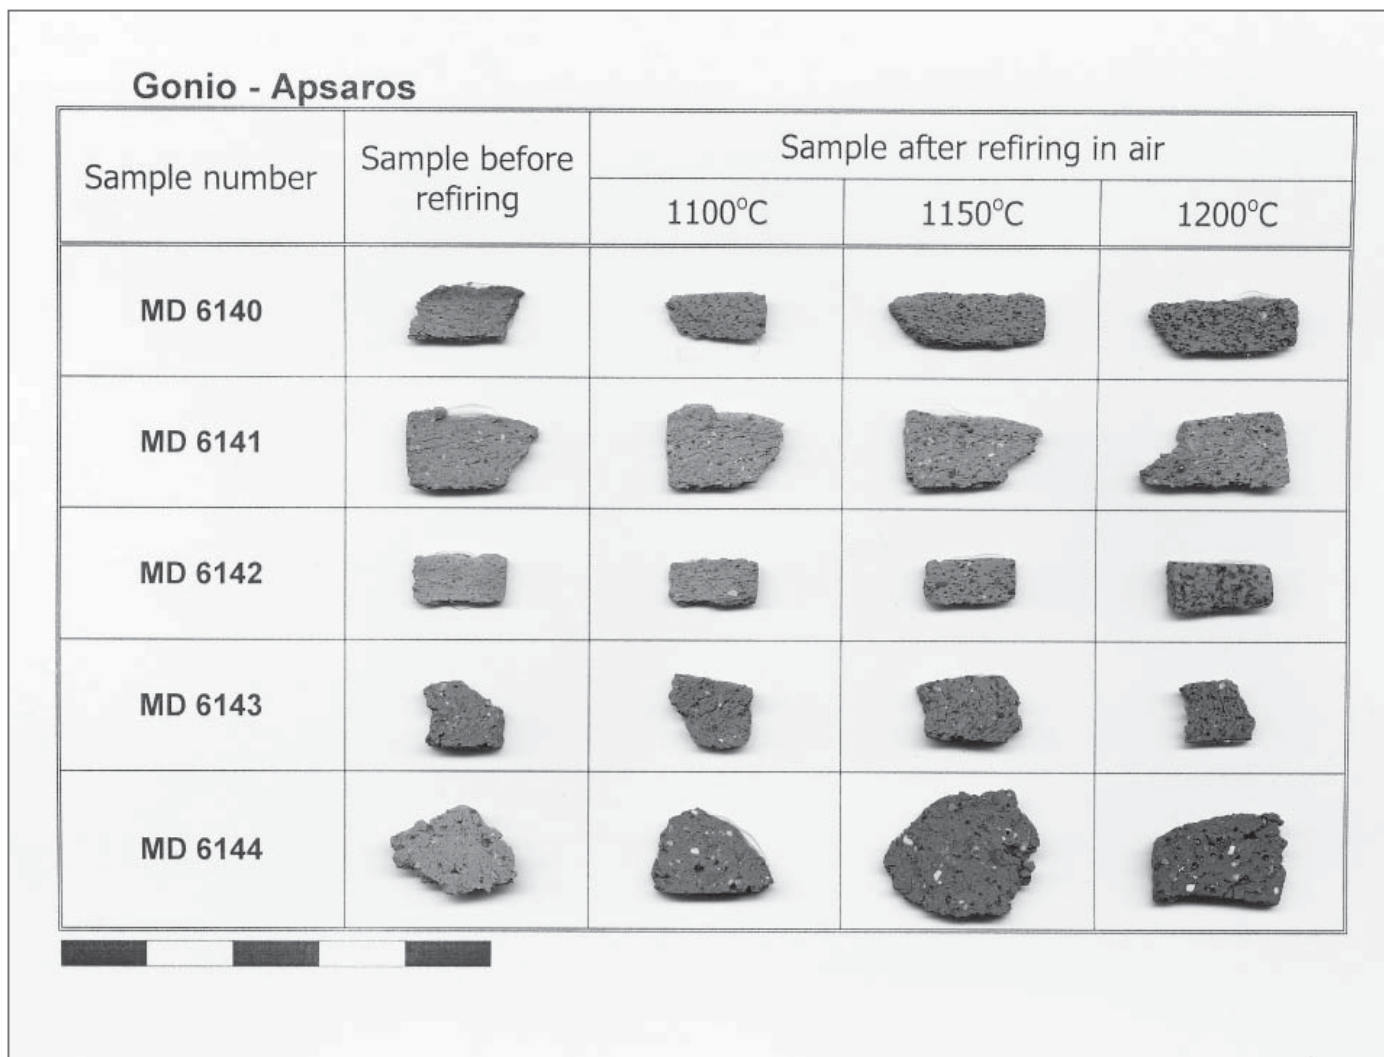 Gonio - Apsaros
Sample number
Sample before
refiring
Sample after refiring in air
1100°C
1150°C
1200°C
MD 6140
MD 6141
MD 6142
MD 6143
MD 6144